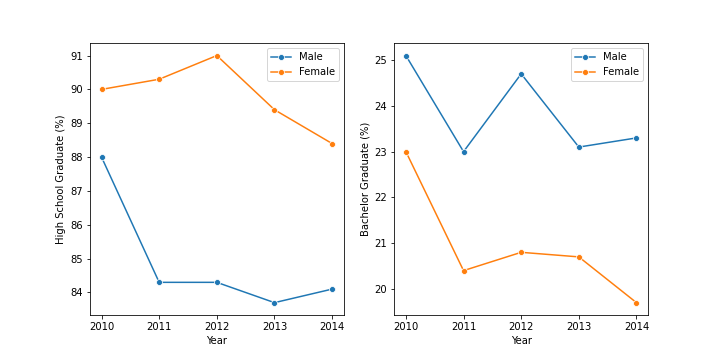 High School Graduate (%)
91
90
89
88
87
86
85
84
2010 2011 2012 2013 2014
Year
Male
Female
Bachelor Graduate (%)
25
24
23
22
21
20
2010 2011 2012 2013 2014
Year
Male
Female